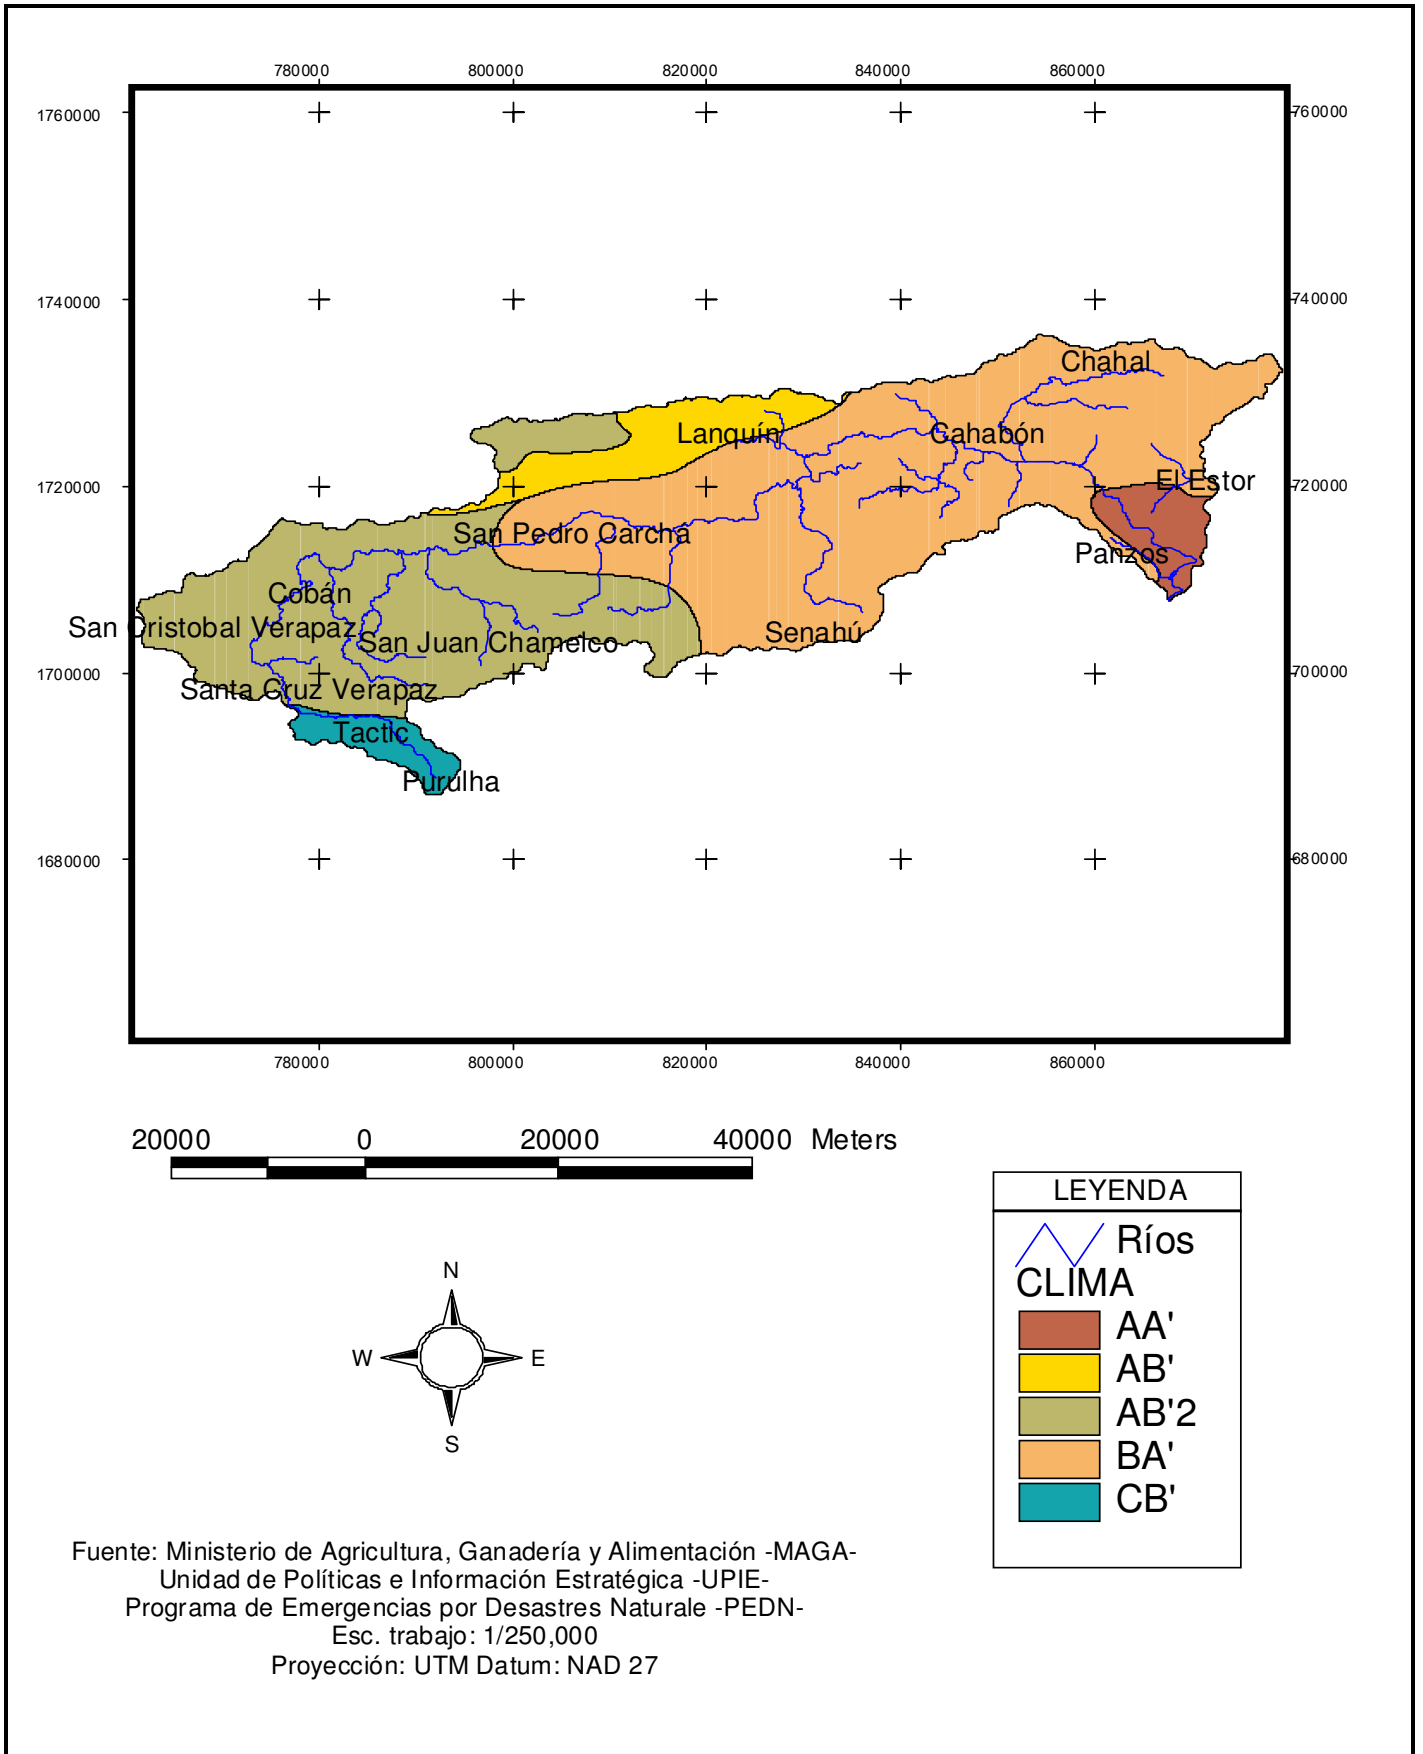 780000 800000 820000 840000 860000
1760000 760000
1740000 740000
Chahal
Lanquín Cahabón
1720000 El Estor 720000
San Pedro Carchá
Panzos
Cobán
San Cristobal Verapaz Senahú
San Juan Chamelco
1700000 700000
Santa Cruz Verapaz
Tactic
Purulha
1680000 680000
780000 800000 820000 840000 860000
20000 0 20000 40000 Meters
LEYENDA
Ríos
CLIMA
AA'
AB'
AB'2
BA'
CB'
N
W E
S
Fuente: Ministerio de Agricultura, Ganadería y Alimentación -MAGA-
Unidad de Políticas e Información Estratégica -UPIE-
Programa de Emergencias por Desastres Naturale -PEDN-
Esc. trabajo: 1/250,000
Proyección: UTM Datum: NAD 27